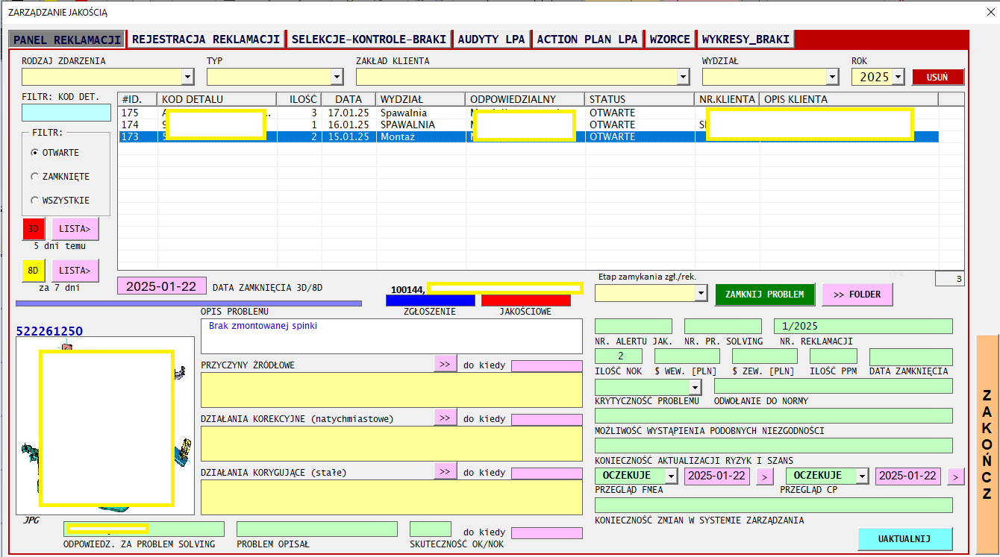 ZARZĄDZANIE JAKOŚCIĄ
PANEL REKLAMACJI REJESTRACJA REKLAMACJI SELEKCJE-KONTROLE-BRAKI AUDYTY LPA ACTION PLAN LPA WZORCE WYKRESY_BRAKI
RODZAJ ZDARZENIA TYP ZAKŁAD KLIENTA WYDZIAŁ ROK
2025 USUŃ
FILTR: KOD DET.
#ID. KOD DETALU ILOŚĆ DATA WYDZIAŁ ODPOWIEDZIALNY STATUS NR.KLIENTA OPIS KLIENTA
175 3 17.01.25 Spawalnia OTWARTE
174 1 16.01.25 SPAWALNIA OTWARTE
173 2 15.01.25 Montaż OTWARTE
FILTR:
OTWARTE
ZAMKNIĘTE
WSZYSTKIE
3D LISTA>
5 dni temu
8D LISTA>
za 7 dni
2025-01-22 DATA ZAMKNIĘCIA 3D/8D
100144,
ZGŁOSZENIE JAKOŚCIOWE
Etap zamykania zgł./rek.
3
ZAMKNIJ PROBLEM >> FOLDER
522261250
JPG
OPIS PROBLEMU
Brak zmontowanej spinki
PRZYCZYNY ŹRÓDŁOWE >> do kiedy
DZIAŁANIA KOREKCYJNE (natychmiastowe) >> do kiedy
DZIAŁANIA KORYGUJĄCE (stałe) >> do kiedy
ODPOWIEDZ. ZA PROBLEM SOLVING PROBLEM OPISAŁ SKUTECZNOŚĆ OK/NOK do kiedy
1/2025
NR. ALERTU JAK. NR. PR. SOLVING NR. REKLAMACJI
2
ILOŚĆ NOK $ WEW. [PLN] $ ZEW. [PLN] ILOŚĆ PPM DATA ZAMKNIĘCIA
KRYTYCZNOŚĆ PROBLEMU ODWOŁANIE DO NORMY
MOŻLIWOŚĆ WYSTĄPIENIA PODOBNYCH NIEZGODNOŚCI
KONIECZNOŚĆ AKTUALIZACJI RYZYK I SZANS
OCZEKUJE 2025-01-22 > OCZEKUJE 2025-01-22 >
PRZEGLĄD FMEA PRZEGLĄD CP
KONIECZNOŚĆ ZMIAN W SYSTEMIE ZARZĄDZANIA
UAKTUALNIJ
ZAKOŃCZ